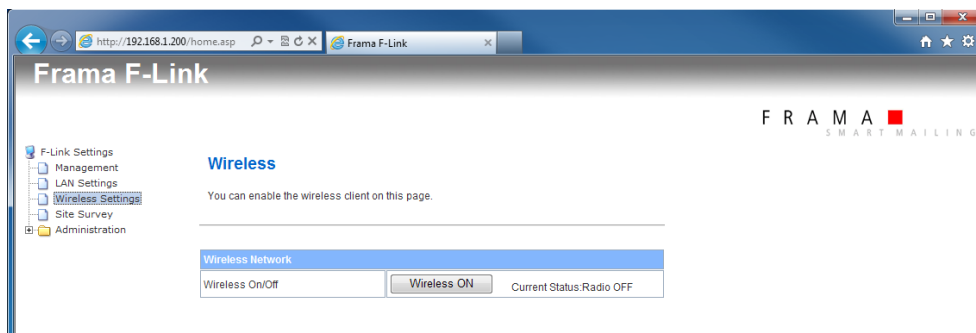 http://192.168.1.200/home.asp
Frama F-Link
Frama F-Link
FRAMA
SMART MAILING
F-Link Settings
Management
LAN Settings
Wireless Settings
Site Survey
Administration
Wireless
You can enable the wireless client on this page.
Wireless Network
Wireless On/Off
Wireless ON
Current Status:Radio OFF